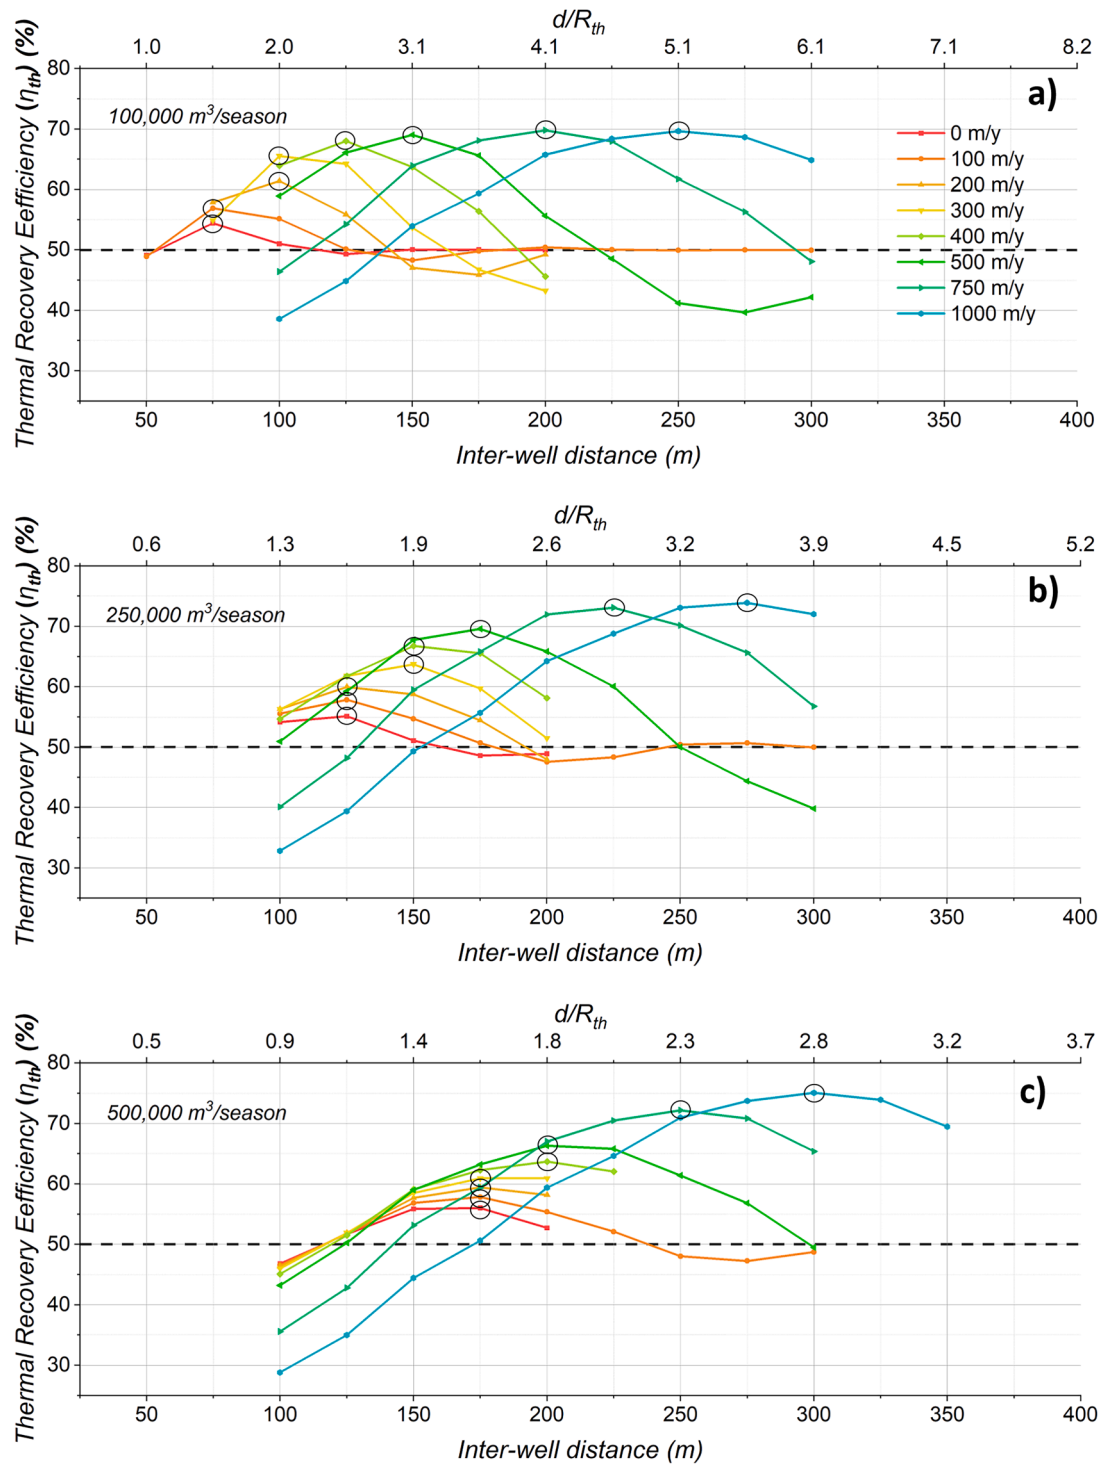 d/Rth
1.0 2.0 3.1 4.1 5.1 6.1 7.1 8.2
Thermal Recovery Eefficiency (ηth) (%)
80
70
60
50
40
30
100,000 m3/season
a)
0 m/y
100 m/y
200 m/y
300 m/y
400 m/y
500 m/y
750 m/y
1000 m/y
50 100 150 200 250 300 350 400
Inter-well distance (m)
d/Rth
0.6 1.3 1.9 2.6 3.2 3.9 4.5 5.2
Thermal Recovery Eefficiency (ηth) (%)
80
70
60
50
40
30
250,000 m3/season
b)
50 100 150 200 250 300 350 400
Inter-well distance (m)
d/Rth
0.5 0.9 1.4 1.8 2.3 2.8 3.2 3.7
Thermal Recovery Eefficiency (ηth) (%)
80
70
60
50
40
30
500,000 m3/season
c)
50 100 150 200 250 300 350 400
Inter-well distance (m)